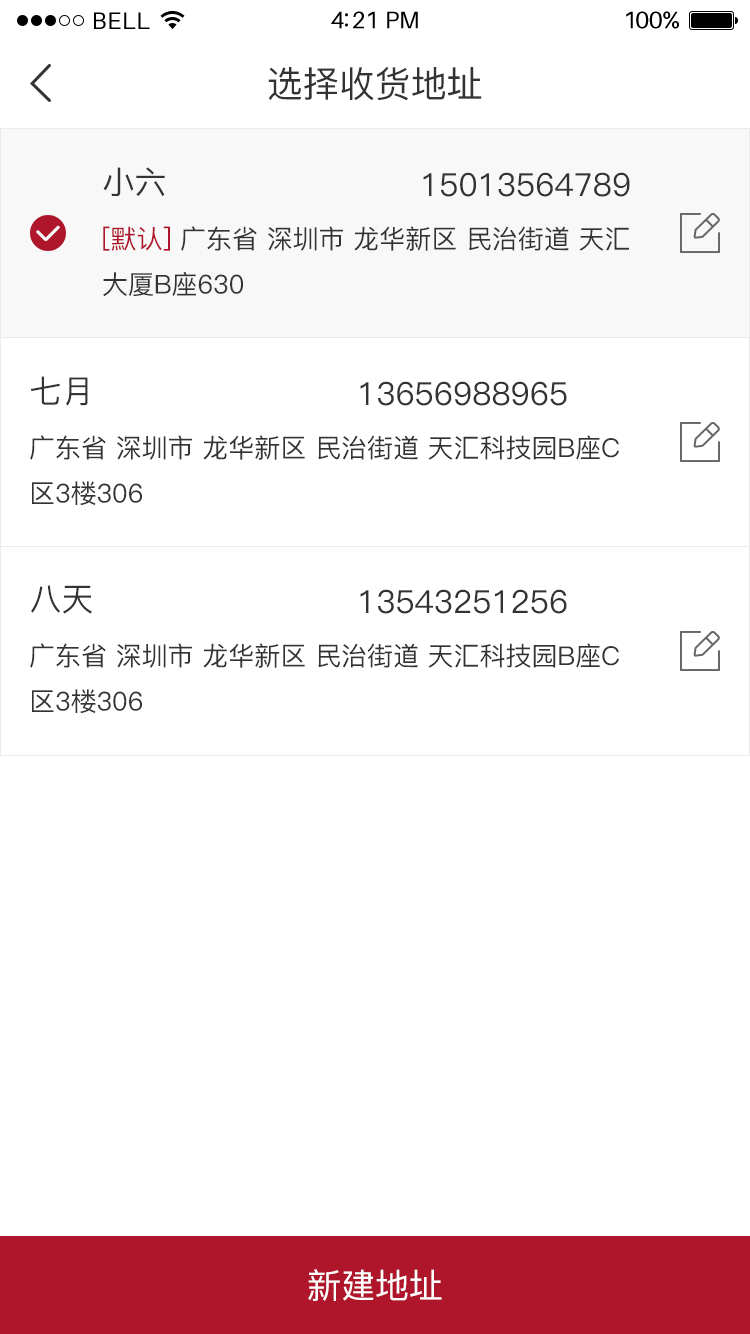 BELL 4:21 PM 100%
选择收货地址
小六 15013564789
[默认] 广东省 深圳市 龙华新区 民治街道 天汇
大厦B座630
七月 13656988965
广东省 深圳市 龙华新区 民治街道 天汇科技园B座C
区3楼306
八天 13543251256
广东省 深圳市 龙华新区 民治街道 天汇科技园B座C
区3楼306
新建地址